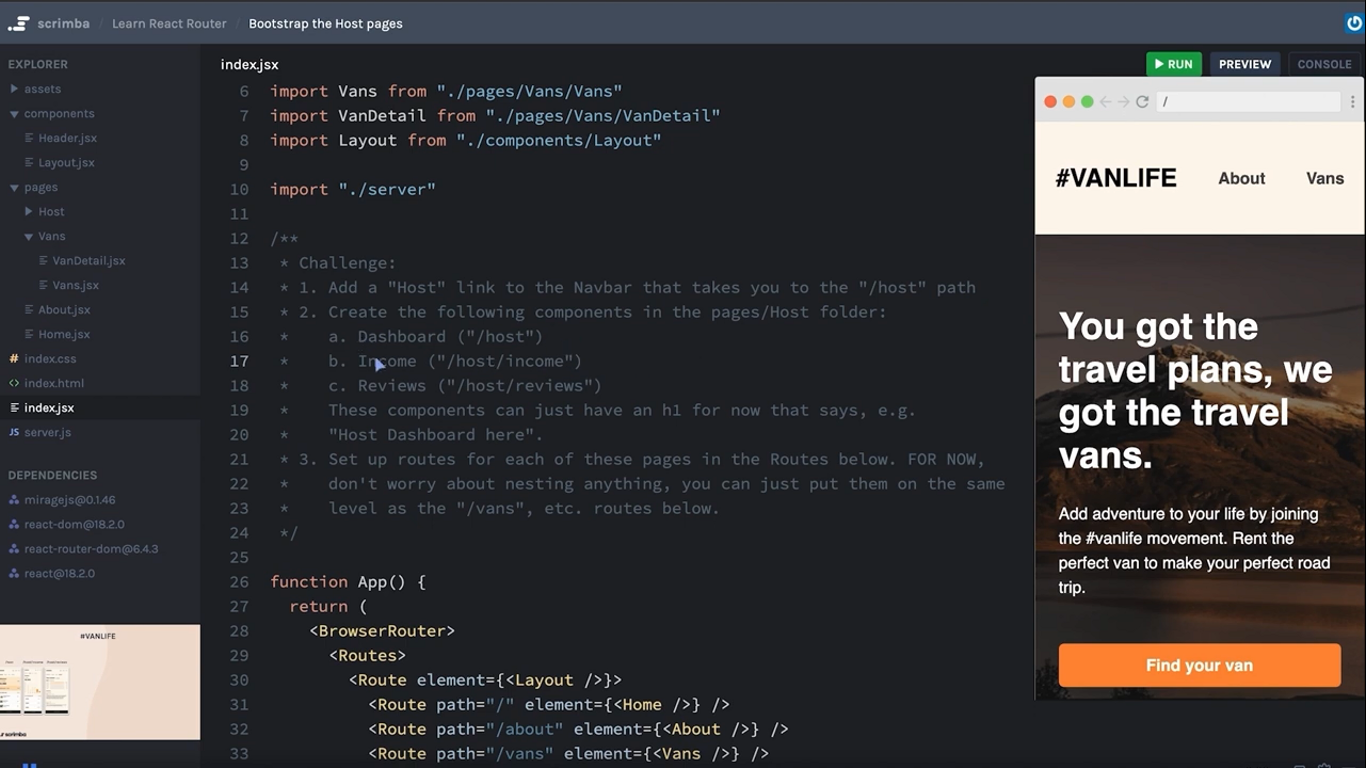 scrimba / Learn React Router / Bootstrap the Host pages
EXPLORER
assets
components
Header.jsx
Layout.jsx
pages
Host
Vans
VanDetail.jsx
Vans.jsx
About.jsx
Home.jsx
# index.css
<> index.html
index.jsx
JS server.js
DEPENDENCIES
miragejs@0.1.46
react-dom@18.2.0
react-router-dom@6.4.3
react@18.2.0
#VANLIFE
index.jsx
6 import Vans from "./pages/Vans/Vans"
7 import VanDetail from "./pages/Vans/VanDetail"
8 import Layout from "./components/Layout"
9
10 import "./server"
11
12 /**
13 * Challenge:
14 * 1. Add a "Host" link to the Navbar that takes you to the "/host" path
15 * 2. Create the following components in the pages/Host folder:
16 * a. Dashboard ("/host")
17 * b. Income ("/host/income")
18 * c. Reviews ("/host/reviews")
19 * These components can just have an h1 for now that says, e.g.
20 * "Host Dashboard here".
21 * 3. Set up routes for each of these pages in the Routes below. FOR NOW,
22 * don't worry about nesting anything, you can just put them on the same
23 * level as the "/vans", etc. routes below.
24 */
25
26 function App() {
27 return (
28 <BrowserRouter>
29 <Routes>
30 <Route element={<Layout />}>
31 <Route path="/" element={<Home />} />
32 <Route path="/about" element={<About />} />
33 <Route path="/vans" element={<Vans />} />
RUN PREVIEW CONSOLE
/
#VANLIFE About Vans
You got the
travel plans, we
got the travel
vans.
Add adventure to your life by joining
the #vanlife movement. Rent the
perfect van to make your perfect road
trip.
Find your van